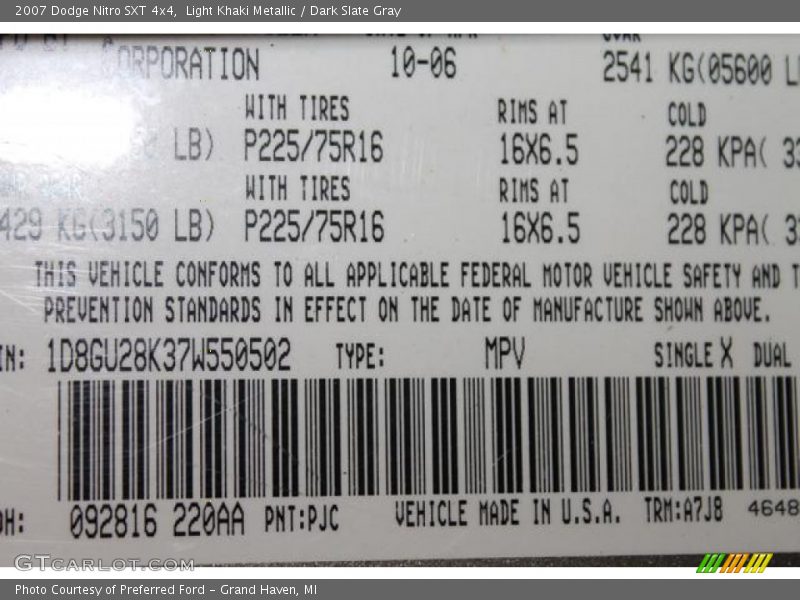 2007 Dodge Nitro SXT 4x4, Light Khaki Metallic / Dark Slate Gray
CORPORATION 10-06 2541 KG(05600 L
LB) WITH TIRES P225/75R16 RIMS AT 16X6.5 COLD 228 KPA(
429 KG(3150 LB) WITH TIRES P225/75R16 RIMS AT 16X6.5 COLD 228 KPA(
THIS VEHICLE CONFORMS TO ALL APPLICABLE FEDERAL MOTOR VEHICLE SAFETY AND T
PREVENTION STANDARDS IN EFFECT ON THE DATE OF MANUFACTURE SHOWN ABOVE.
IN: 1D8GU28K37W550502 TYPE: MPV SINGLE X DUAL
DH: 092816 220AA PNT:PJC VEHICLE MADE IN U.S.A. TRM:A7J8 4648
GTCARLOT.COM
Photo Courtesy of Preferred Ford - Grand Haven, MI